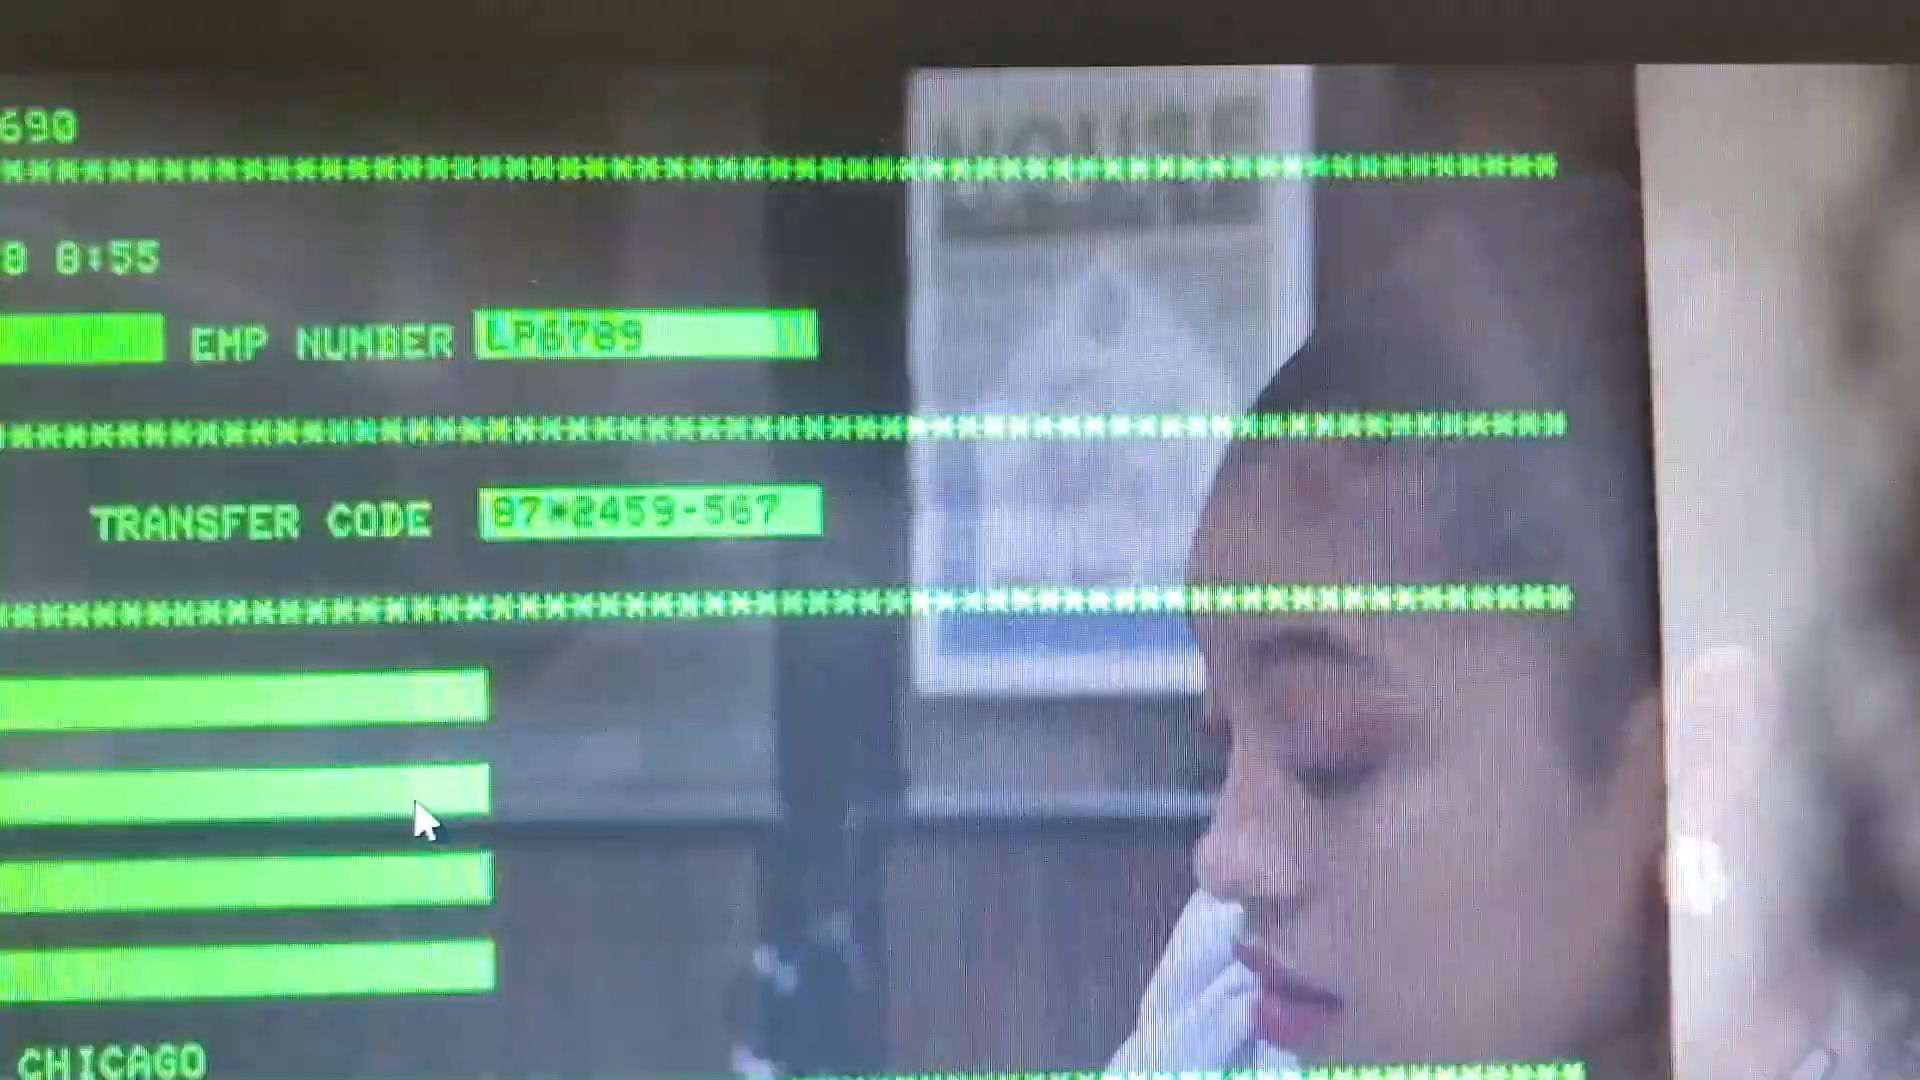 690
8 8:55
EMP NUMBER LP6789
TRANSFER CODE 87*2459-567
CHICAGO